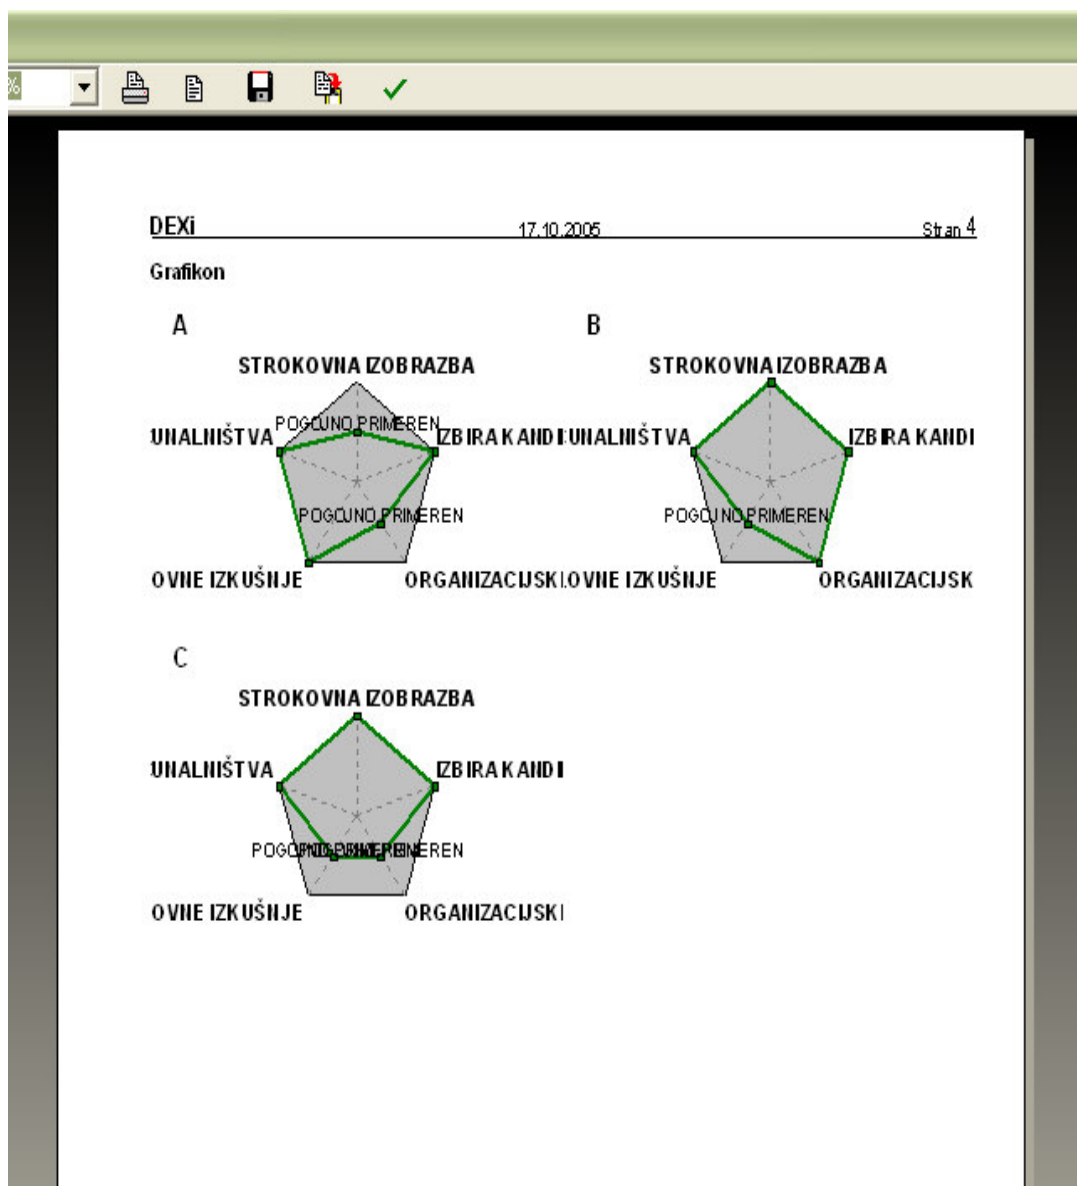 %
DEXi 17.10.2005 Stran 4
Grafikon
A
STROKOVNA IZOBRAZBA
POGOJNO PRIMEREN
UNALNIŠTVA
IZBIRA KANDI
POGOJNO PRIMEREN
OVNE IZKUŠNJE
ORGANIZACIJSKI
B
STROKOVNA IZOBRAZBA
UNALNIŠTVA
IZBIRA KANDI
POGOJNO PRIMEREN
OVNE IZKUŠNJE
ORGANIZACIJSK
C
STROKOVNA IZOBRAZBA
UNALNIŠTVA
IZBIRA KANDI
OVNE IZKUŠNJE
ORGANIZACIJSKI